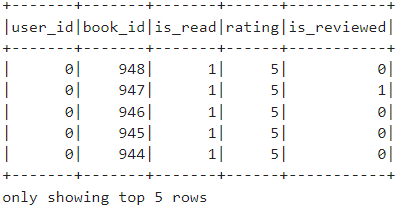 +-------+-------+-------+------+-----------+
|user_id|book_id|is_read|rating|is_reviewed|
+-------+-------+-------+------+-----------+
|      0|    948|      1|     5|          0|
|      0|    947|      1|     5|          1|
|      0|    946|      1|     5|          0|
|      0|    945|      1|     5|          0|
|      0|    944|      1|     5|          0|
+-------+-------+-------+------+-----------+
only showing top 5 rows